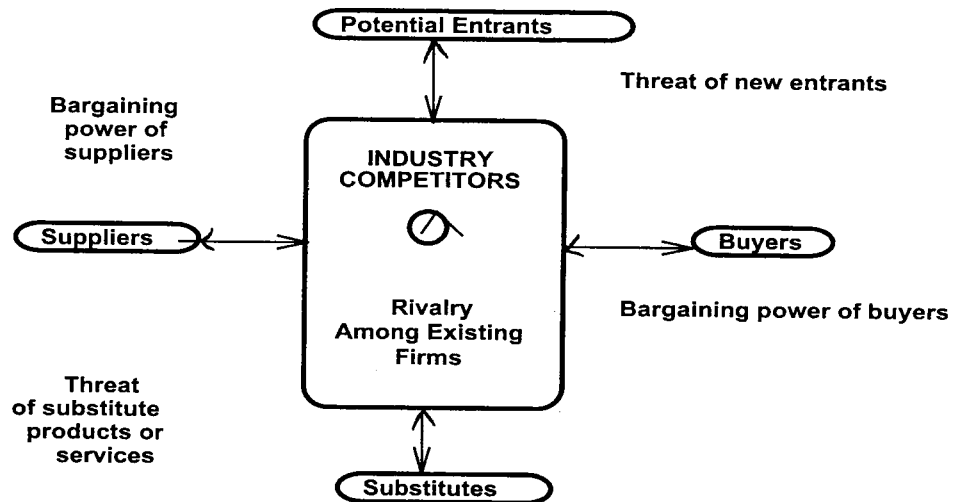 Potential Entrants
Threat of new entrants
Bargaining
power of
suppliers
INDUSTRY
COMPETITORS
Suppliers
Buyers
Rivalry
Among Existing
Firms
Bargaining power of buyers
Threat
of substitute
products or
services
Substitutes